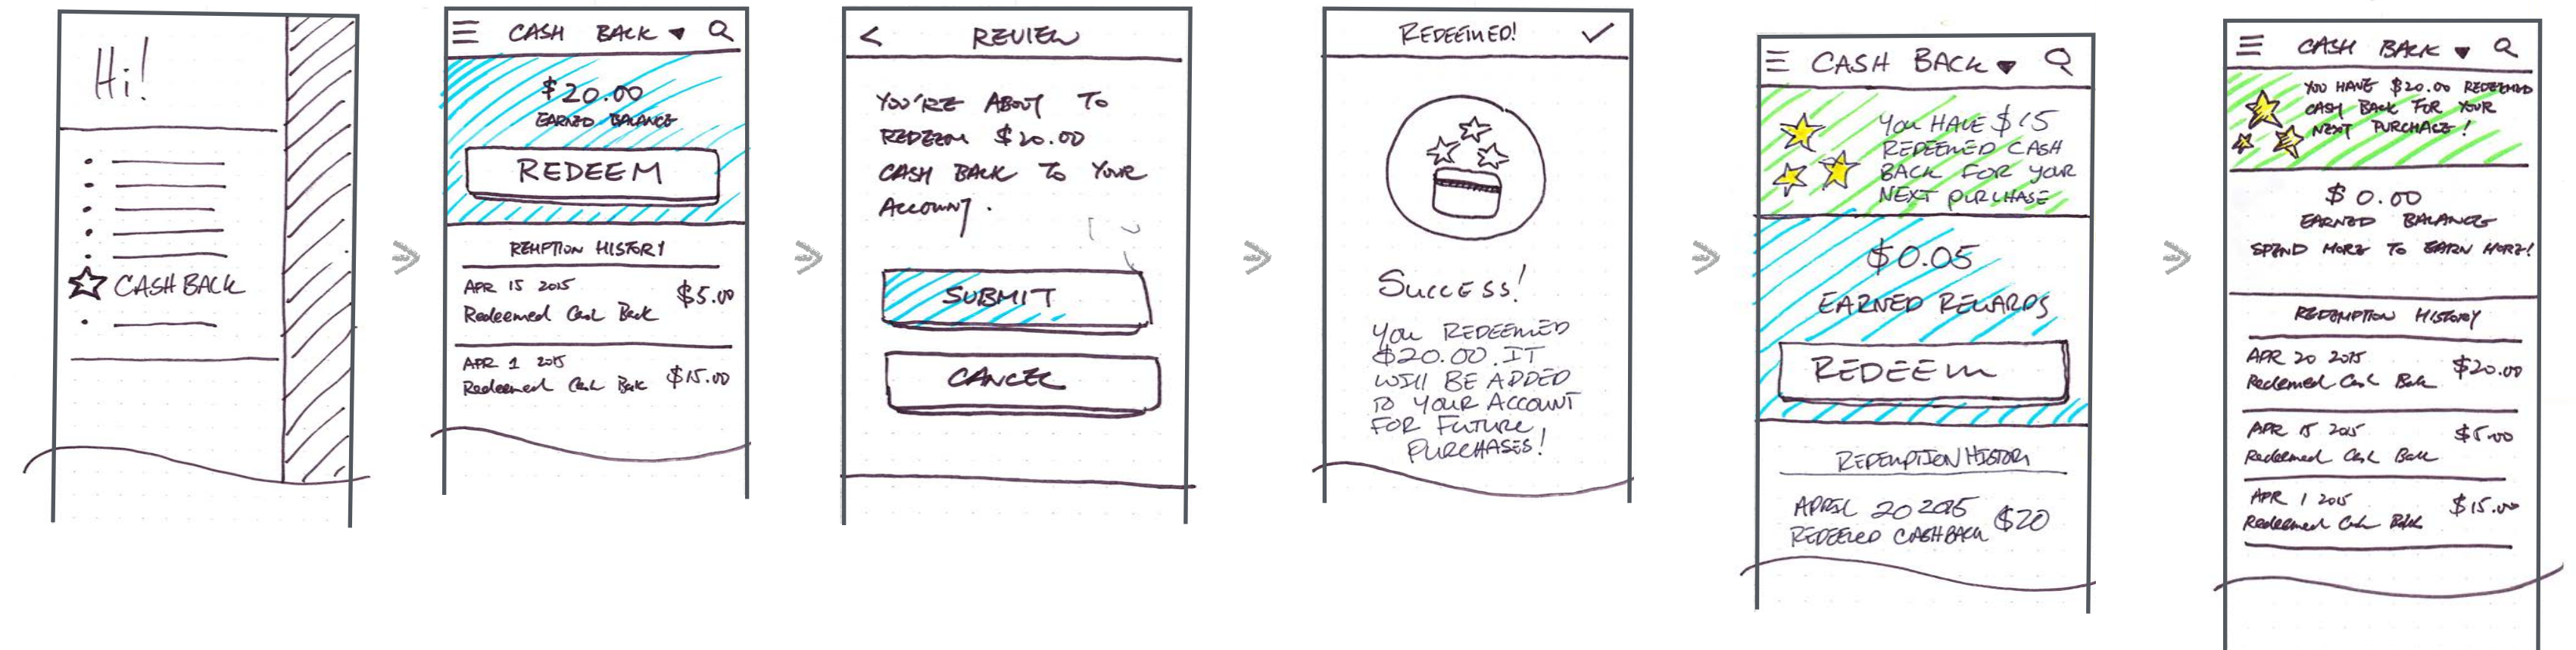 Hi!
CASH BACK
CASH BACK
$20.00
EARNED BALANCE
REDEEM
REMPTION HISTORY
APR 15 2015
$5.00
Redeemed Cash Back
APR 1 2015
$15.00
Redeemed Cash Back
REVIEW
YOU'RE ABOUT TO
REDEEM $20.00
CASH BACK TO YOUR
ACCOUNT.
SUBMIT
CANCEL
REDEEMED!
SUCCESS!
YOU REDEEMED
$20.00. IT
WILL BE ADDED
TO YOUR ACCOUNT
FOR FUTURE
PURCHASES!
CASH BACK
YOU HAVE $15
REDEEMED CASH
BACK FOR YOUR
NEXT PURCHASE
$0.05
EARNED REWARDS
REDEEM
REDEMPTION HISTORY
APRIL 20 2015
$20
REDEEMED CASHBACK
CASH BACK
YOU HAVE $20.00 REDEEMED
CASH BACK FOR YOUR
NEXT PURCHASE!
$0.00
EARNED BALANCE
SPEND MORE TO EARN MORE!
REDEMPTION HISTORY
APR 20 2015
$20.00
Redeemed Cash Back
APR 15 2015
$5.00
Redeemed Cash Back
APR 1 2015
$15.00
Redeemed Cash Back